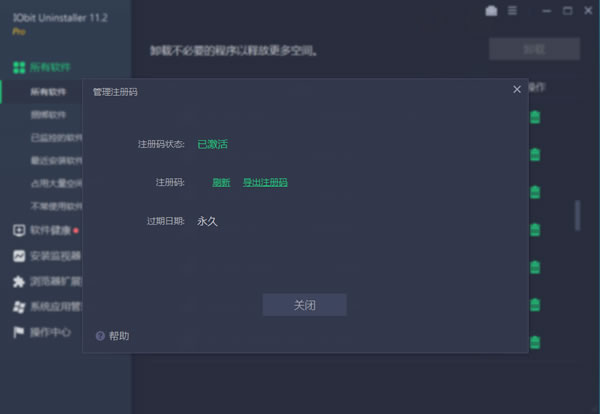 IObit Uninstaller 11.2
Pro
卸载不必要的程序以释放更多空间。
卸载
所有软件
操作
所有软件
捆绑软件
已监控的软件
最近安装软件
占用大量空间
不常使用软件
软件健康
安装监视器
浏览器扩展
系统应用管
操作中心
管理注册码
注册码状态: 已激活
注册码: 刷新 导出注册码
过期日期: 永久
关闭
帮助